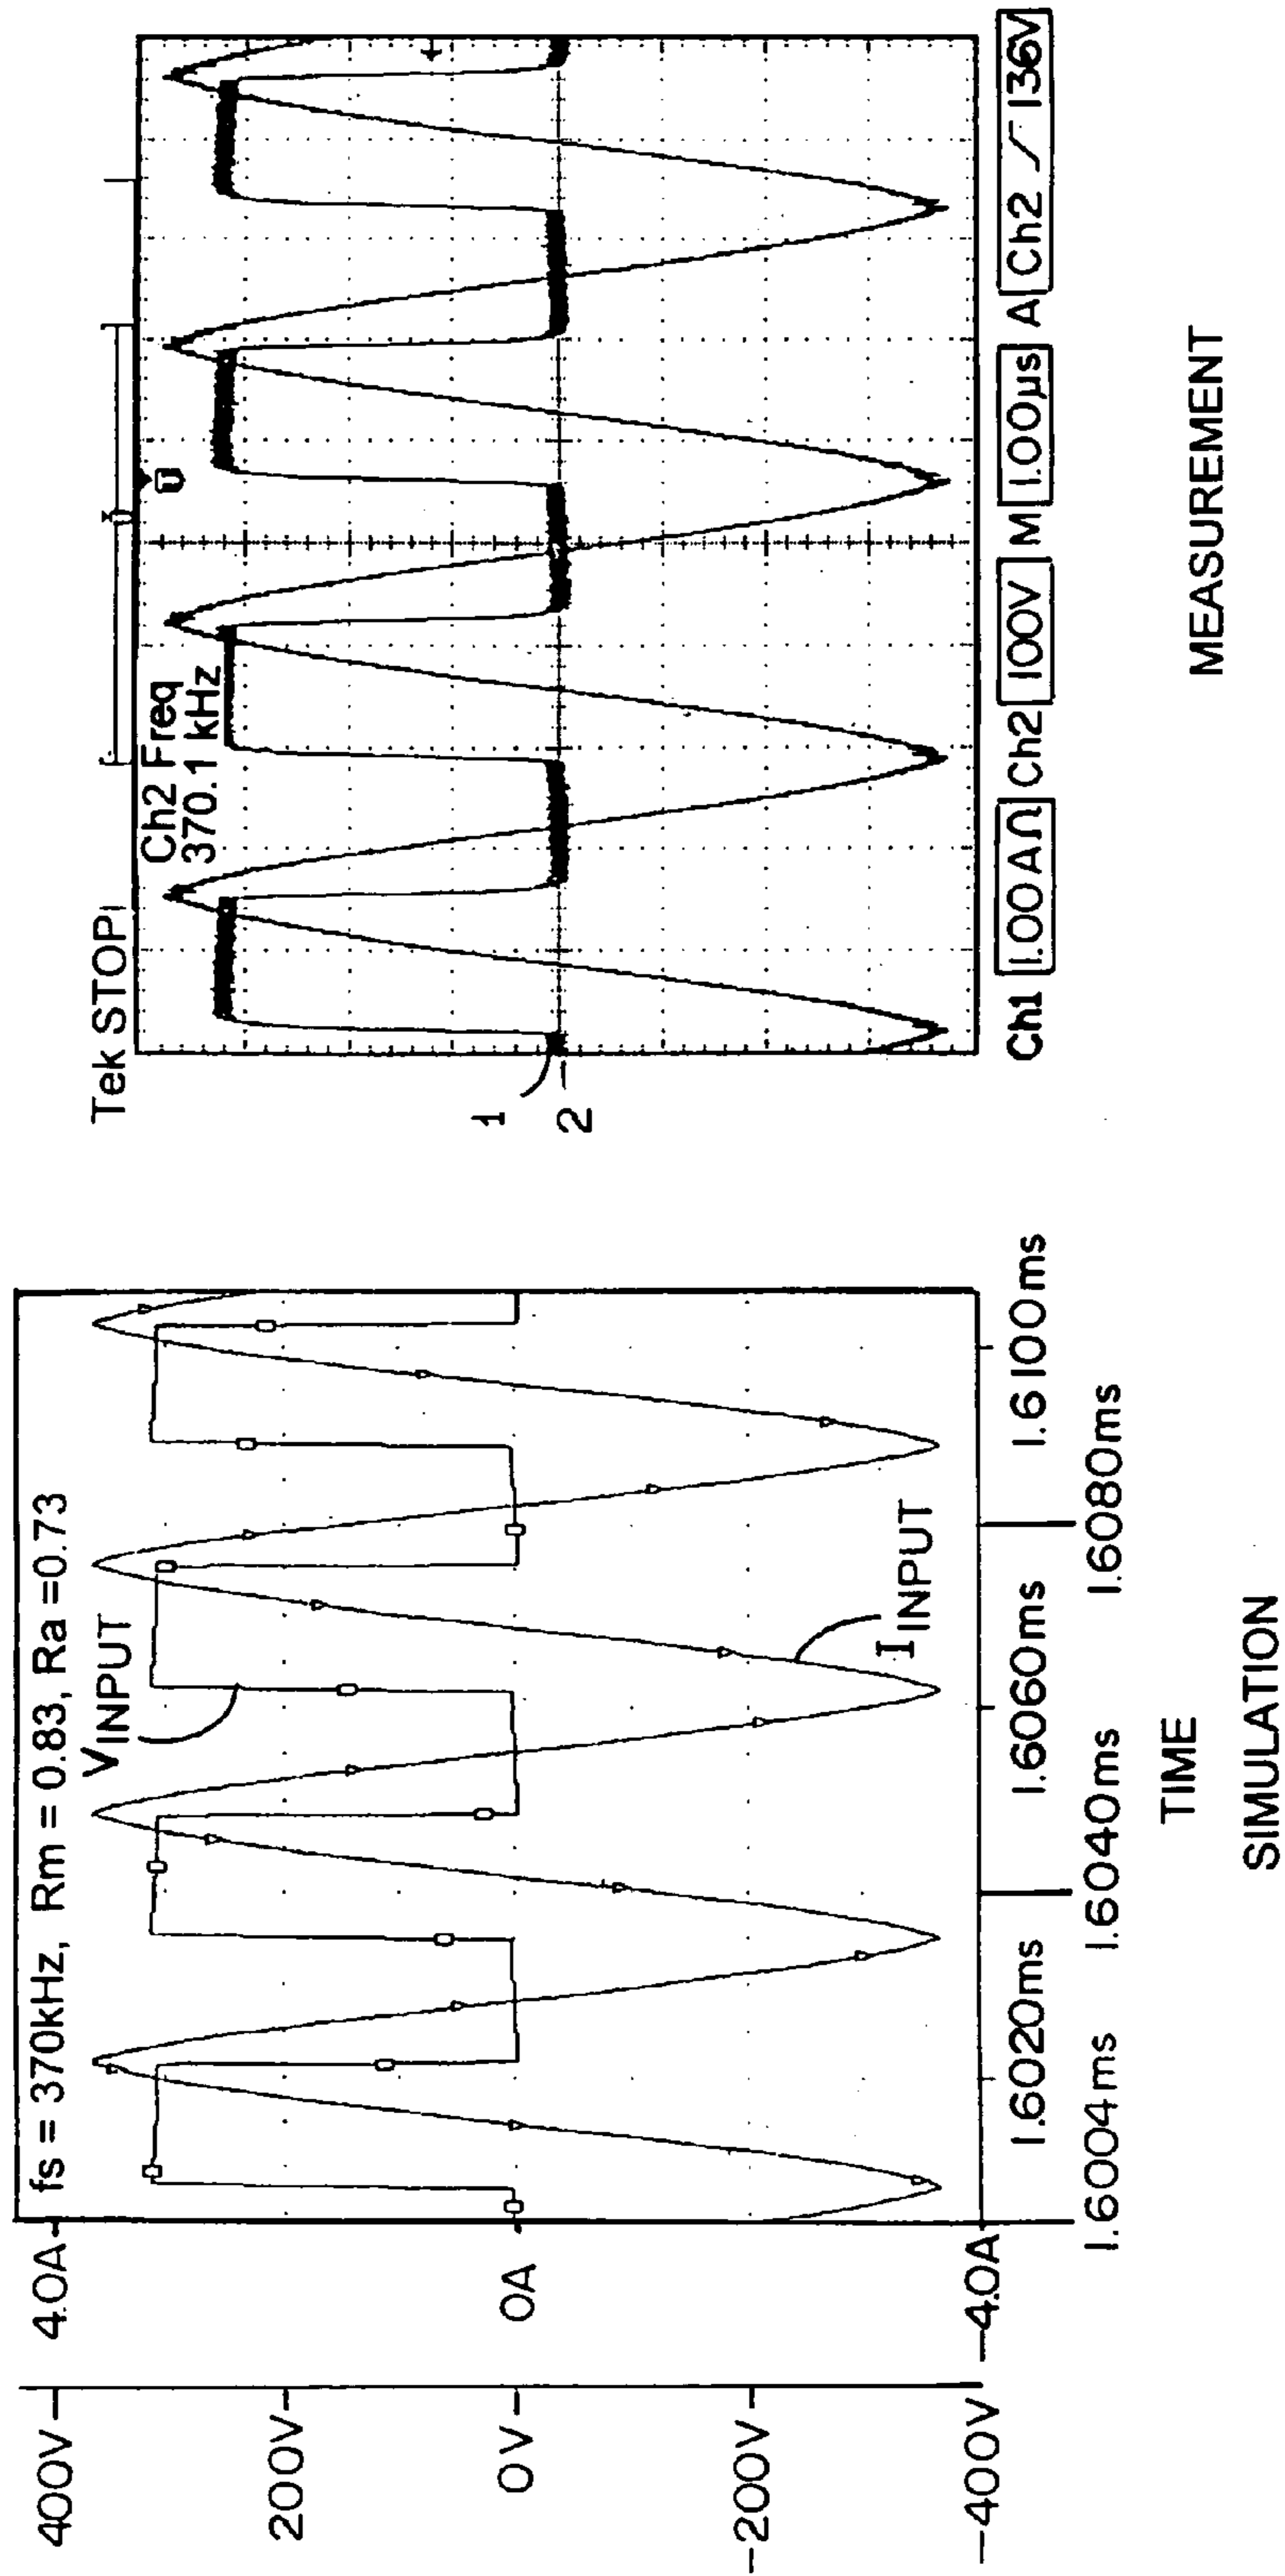 fs = 370kHz, Rm = 0.83, Ra = 0.73
400V
200V
0V
-200V
-400V
4.0A
0A
-4.0A
VINPUT
IINPUT
1.6004ms
1.6020ms
1.6040ms
1.6060ms
1.6080ms
1.6100ms
TIME
SIMULATION
Tek STOP
Ch2 Freq
370.1 kHz
1
2
Ch1 1.00 A Ω Ch2 100V M 1.00µs A Ch2 / 136V
MEASUREMENT